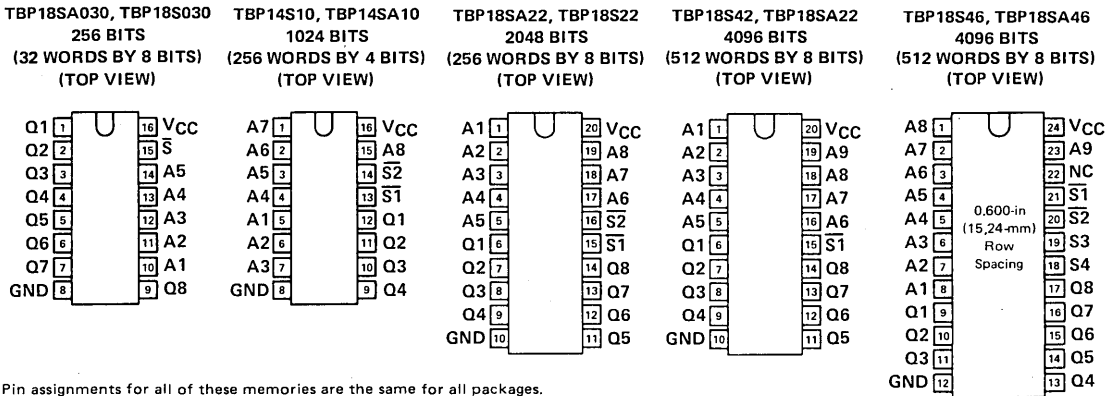 TBP18SA030, TBP18S030
256 BITS
(32 WORDS BY 8 BITS)
(TOP VIEW)
Q1 1 16 VCC
Q2 2 15 S̅
Q3 3 14 A5
Q4 4 13 A4
Q5 5 12 A3
Q6 6 11 A2
Q7 7 10 A1
GND 8 9 Q8
TBP14S10, TBP14SA10
1024 BITS
(256 WORDS BY 4 BITS)
(TOP VIEW)
A7 1 16 VCC
A6 2 15 A8
A5 3 14 S̅2̅
A4 4 13 S̅1̅
A1 5 12 Q1
A2 6 11 Q2
A3 7 10 Q3
GND 8 9 Q4
TBP18SA22, TBP18S22
2048 BITS
(256 WORDS BY 8 BITS)
(TOP VIEW)
A1 1 20 VCC
A2 2 19 A8
A3 3 18 A7
A4 4 17 A6
A5 5 16 S̅2̅
Q1 6 15 S̅1̅
Q2 7 14 Q8
Q3 8 13 Q7
Q4 9 12 Q6
GND 10 11 Q5
TBP18S42, TBP18SA22
4096 BITS
(512 WORDS BY 8 BITS)
(TOP VIEW)
A1 1 20 VCC
A2 2 19 A9
A3 3 18 A8
A4 4 17 A7
A5 5 16 A6
Q1 6 15 S̅1̅
Q2 7 14 Q8
Q3 8 13 Q7
Q4 9 12 Q6
GND 10 11 Q5
TBP18S46, TBP18SA46
4096 BITS
(512 WORDS BY 8 BITS)
(TOP VIEW)
A8 1 24 VCC
A7 2 23 A9
A6 3 22 NC
A5 4 21 S̅1̅
A4 5 20 S̅2̅
A3 6 19 S3
A2 7 18 S4
A1 8 17 Q8
Q1 9 16 Q7
Q2 10 15 Q6
Q3 11 14 Q5
GND 12 13 Q4
0.600-in
(15,24-mm)
Row
Spacing
Pin assignments for all of these memories are the same for all packages.